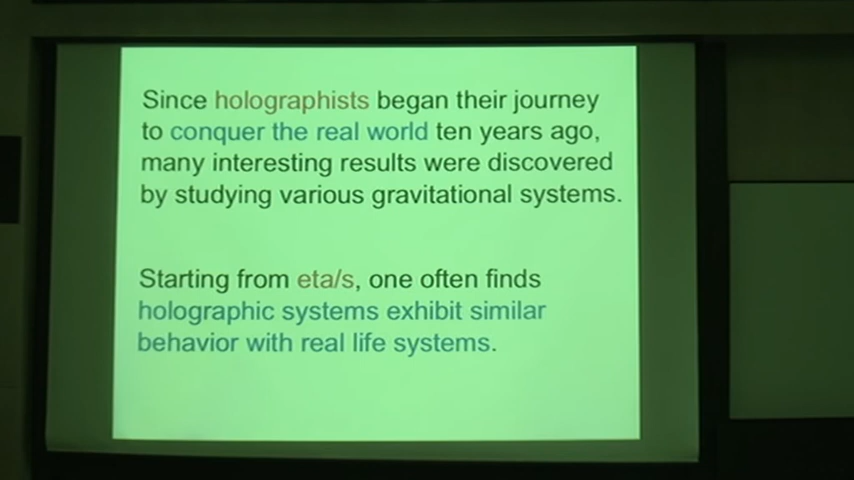 Since holographists began their journey
to conquer the real world ten years ago,
many interesting results were discovered
by studying various gravitational systems.
Starting from eta/s, one often finds
holographic systems exhibit similar
behavior with real life systems.